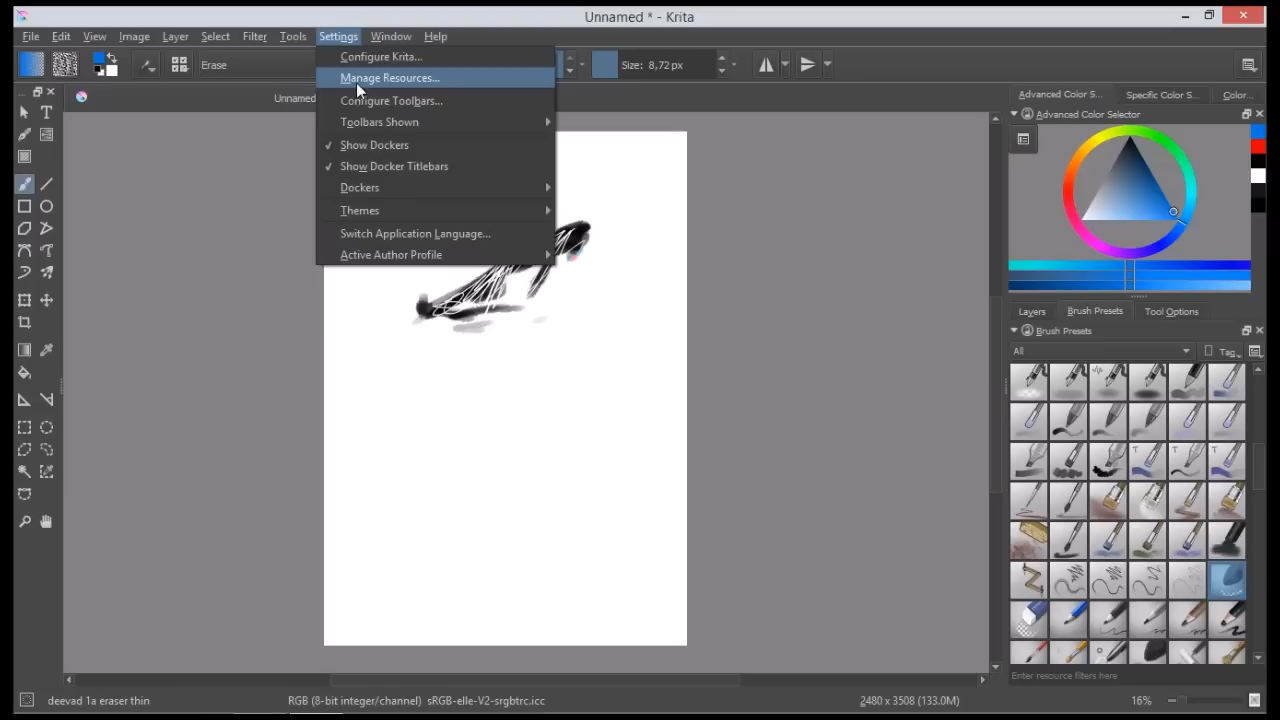 Unnamed * - Krita
File Edit View Image Layer Select Filter Tools Settings Window Help
Erase
Size: 8,72 px
Unnamed
Configure Krita...
Manage Resources...
Configure Toolbars...
Toolbars Shown
Show Dockers
Show Docker Titlebars
Dockers
Themes
Switch Application Language...
Active Author Profile
Advanced Color S... Specific Color S... Color...
Advanced Color Selector
Layers Brush Presets Tool Options
Brush Presets
All
Tag
Enter resource filters here
deevad 1a eraser thin
RGB (8-bit integer/channel) sRGB-elle-V2-srgbtrc.icc
2480 x 3508 (133.0M)
16%